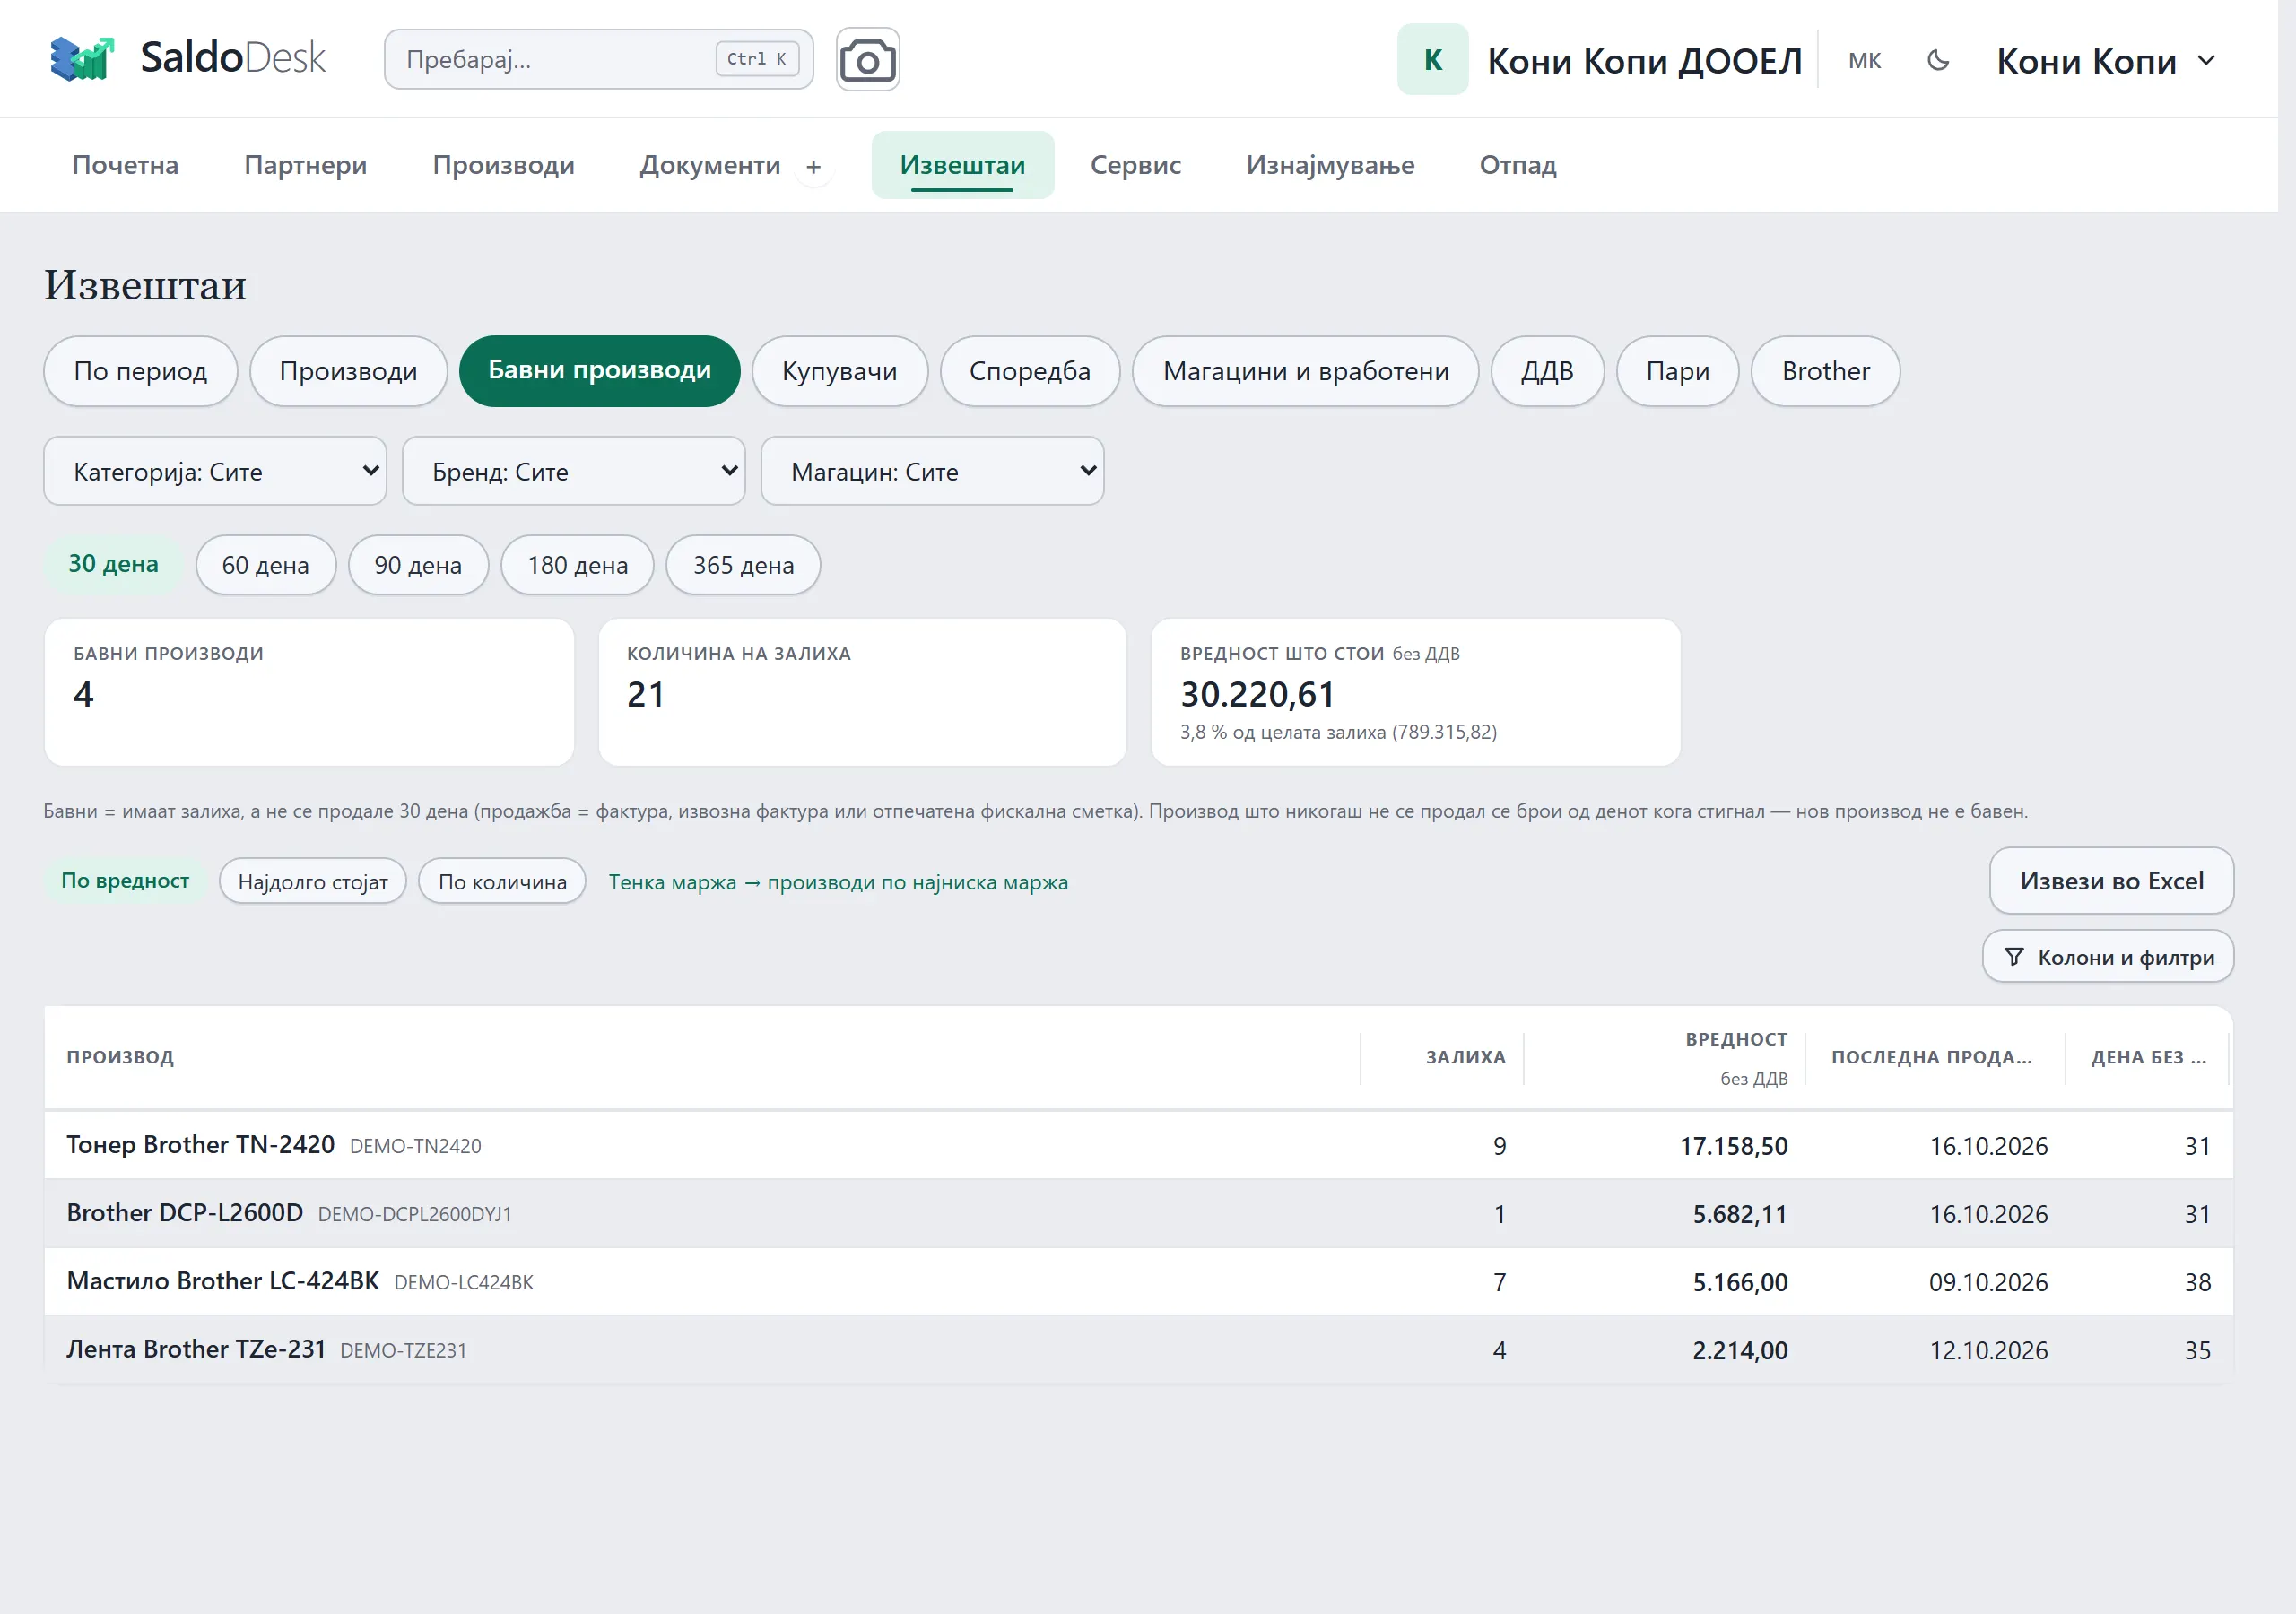 SaldoDesk
Пребарај... Ctrl K
К Кони Копи ДООЕЛ МК Кони Копи
Почетна Партнери Производи Документи + Извештаи Сервис Изнајмување Отпад
Извештаи
По период Производи Бавни производи Купувачи Споредба Магацини и вработени ДДВ Пари Brother
Категорија: Сите Бренд: Сите Магацин: Сите
30 дена 60 дена 90 дена 180 дена 365 дена
БАВНИ ПРОИЗВОДИ
4
КОЛИЧИНА НА ЗАЛИХА
21
ВРЕДНОСТ ШТО СТОИ без ДДВ
30.220,61
3,8 % од целата залиха (789.315,82)
Бавни = имаат залиха, а не се продале 30 дена (продажба = фактура, извозна фактура или отпечатена фискална сметка). Производ што никогаш не се продал се брои од денот кога стигнал — нов производ не е бавен.
По вредност Најдолго стојат По количина Тенка маржа → производи по најниска маржа
Извези во Excel
Колони и филтри
ПРОИЗВОД ЗАЛИХА ВРЕДНОСТ без ДДВ ПОСЛЕДНА ПРОДА... ДЕНА БЕЗ ...
Тонер Brother TN-2420 DEMO-TN2420 9 17.158,50 16.10.2026 31
Brother DCP-L2600D DEMO-DCPL2600DYJ1 1 5.682,11 16.10.2026 31
Мастило Brother LC-424BK DEMO-LC424BK 7 5.166,00 09.10.2026 38
Лента Brother TZe-231 DEMO-TZE231 4 2.214,00 12.10.2026 35